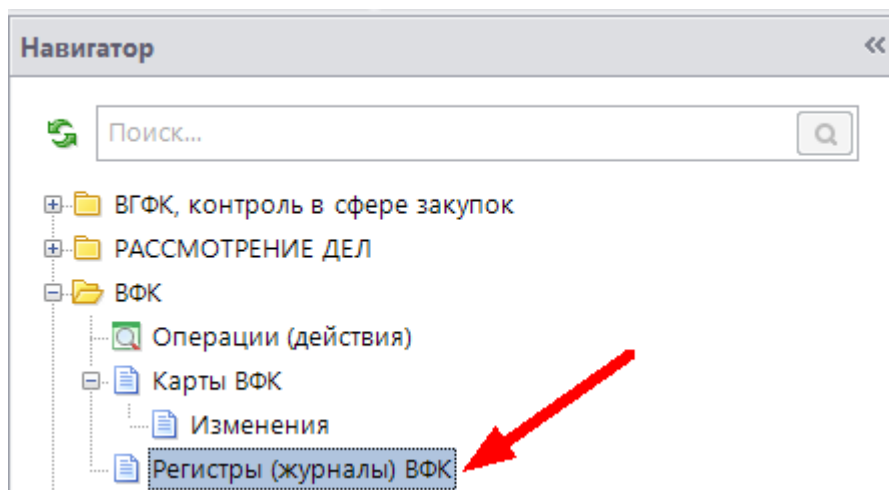 Навигатор
Поиск...
ВГФК, контроль в сфере закупок
РАССМОТРЕНИЕ ДЕЛ
ВФК
Операции (действия)
Карты ВФК
Изменения
Регистры (журналы) ВФК